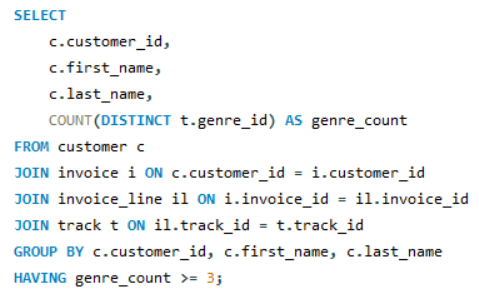 SELECT
    c.customer_id,
    c.first_name,
    c.last_name,
    COUNT(DISTINCT t.genre_id) AS genre_count
FROM customer c
JOIN invoice i ON c.customer_id = i.customer_id
JOIN invoice_line il ON i.invoice_id = il.invoice_id
JOIN track t ON il.track_id = t.track_id
GROUP BY c.customer_id, c.first_name, c.last_name
HAVING genre_count >= 3;